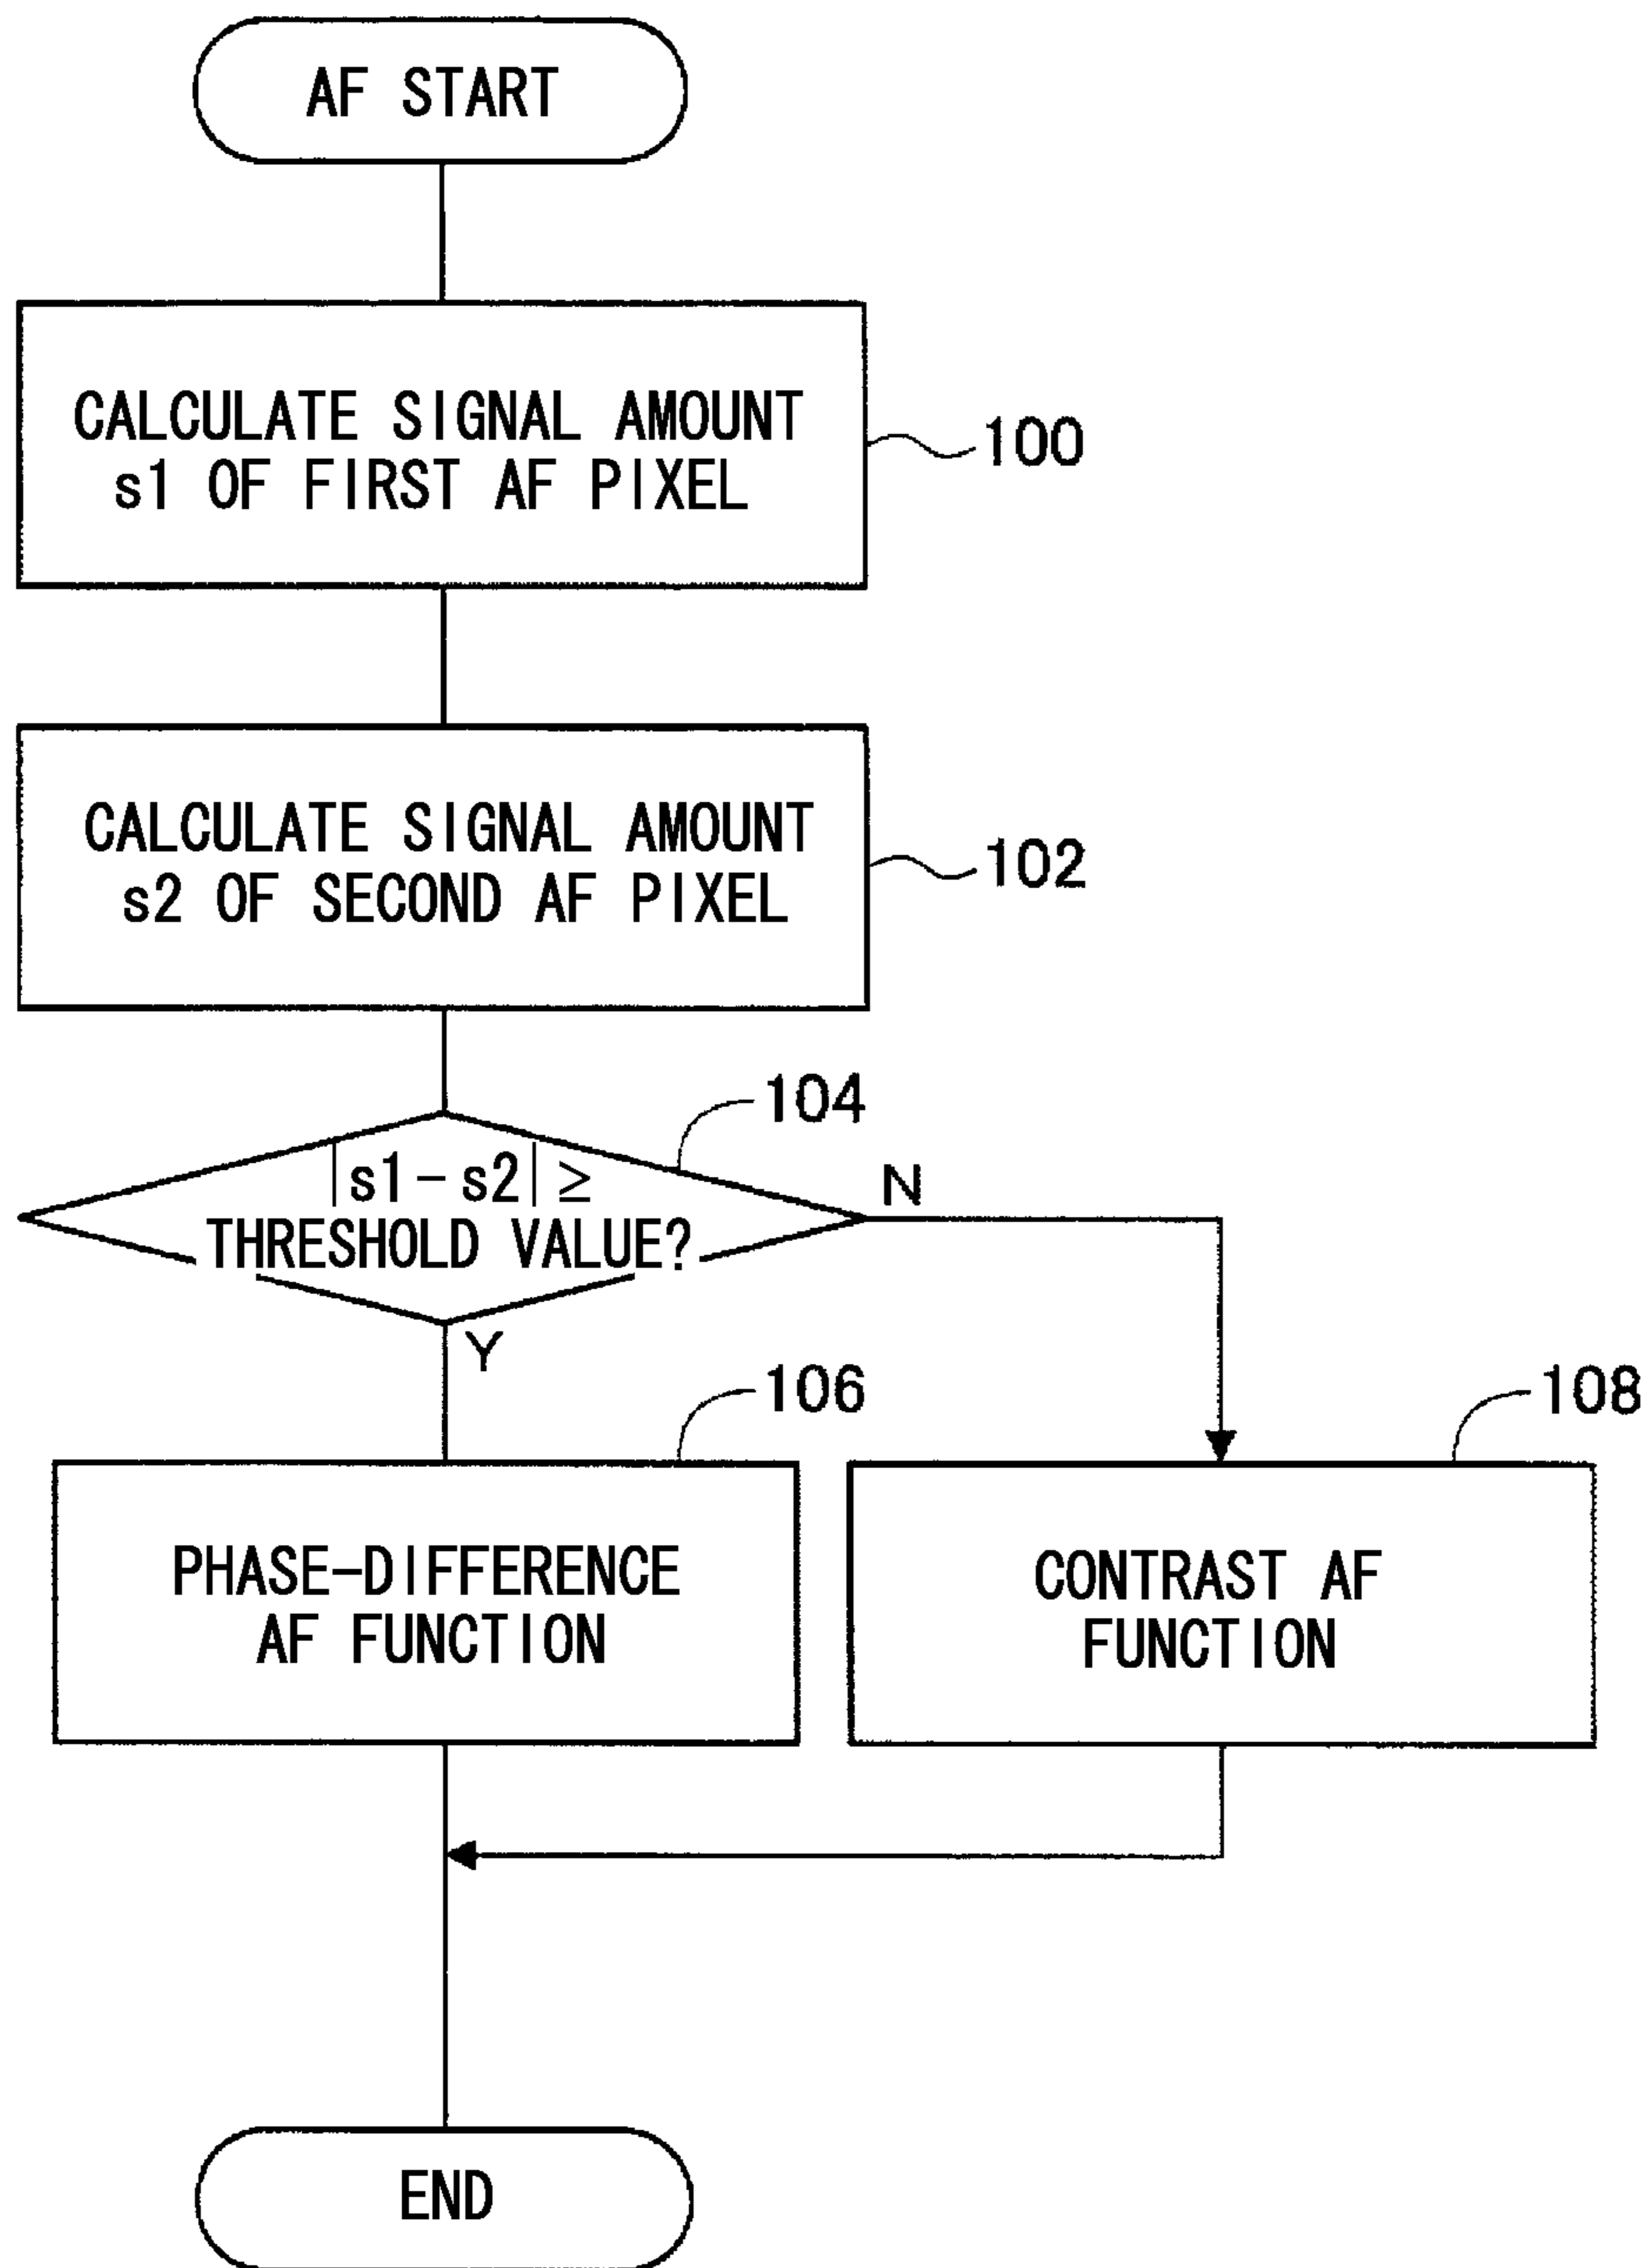 AF START
CALCULATE SIGNAL AMOUNT
s1 OF FIRST AF PIXEL
100
CALCULATE SIGNAL AMOUNT
s2 OF SECOND AF PIXEL
102
104
|s1-s2| ≥
THRESHOLD VALUE?
N
Y
106
108
PHASE-DIFFERENCE
AF FUNCTION
CONTRAST AF
FUNCTION
END